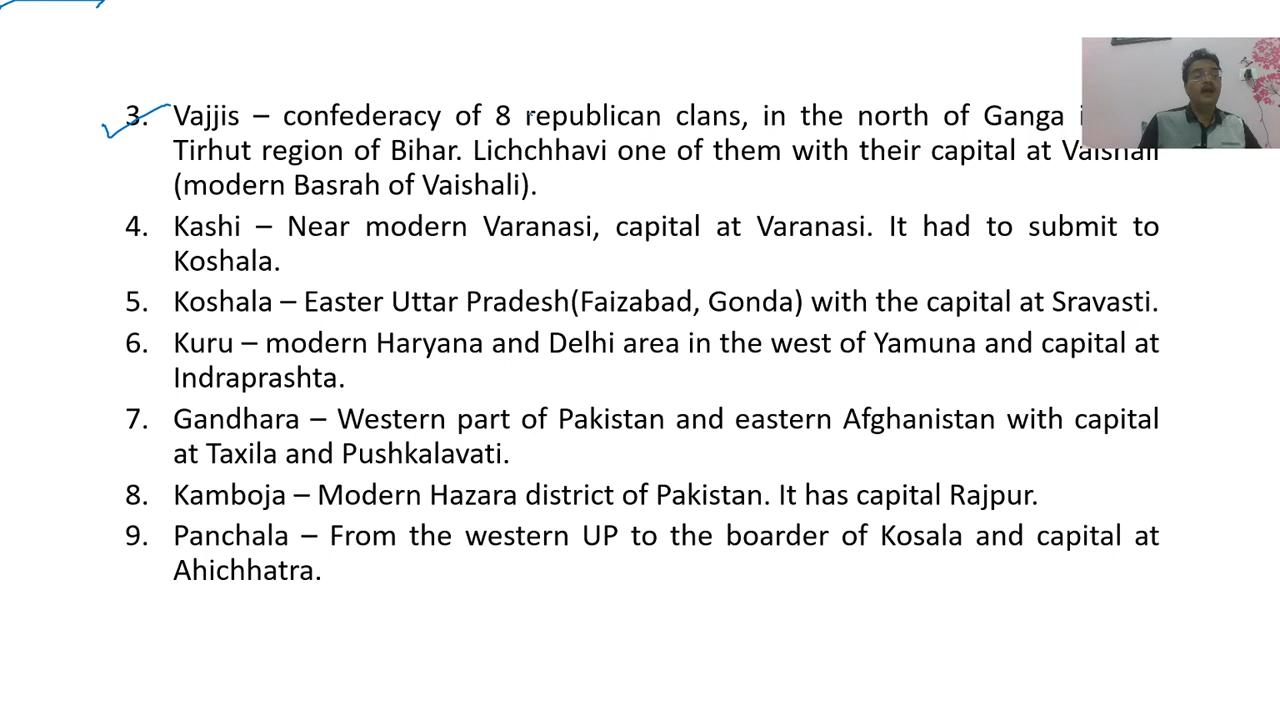 3. Vajjis – confederacy of 8 republican clans, in the north of Ganga
Tirhut region of Bihar. Lichchhavi one of them with their capital at Vaishali
(modern Basrah of Vaishali).
4. Kashi – Near modern Varanasi, capital at Varanasi. It had to submit to
Koshala.
5. Koshala – Easter Uttar Pradesh(Faizabad, Gonda) with the capital at Sravasti.
6. Kuru – modern Haryana and Delhi area in the west of Yamuna and capital at
Indraprashta.
7. Gandhara – Western part of Pakistan and eastern Afghanistan with capital
at Taxila and Pushkalavati.
8. Kamboja – Modern Hazara district of Pakistan. It has capital Rajpur.
9. Panchala – From the western UP to the boarder of Kosala and capital at
Ahichhatra.